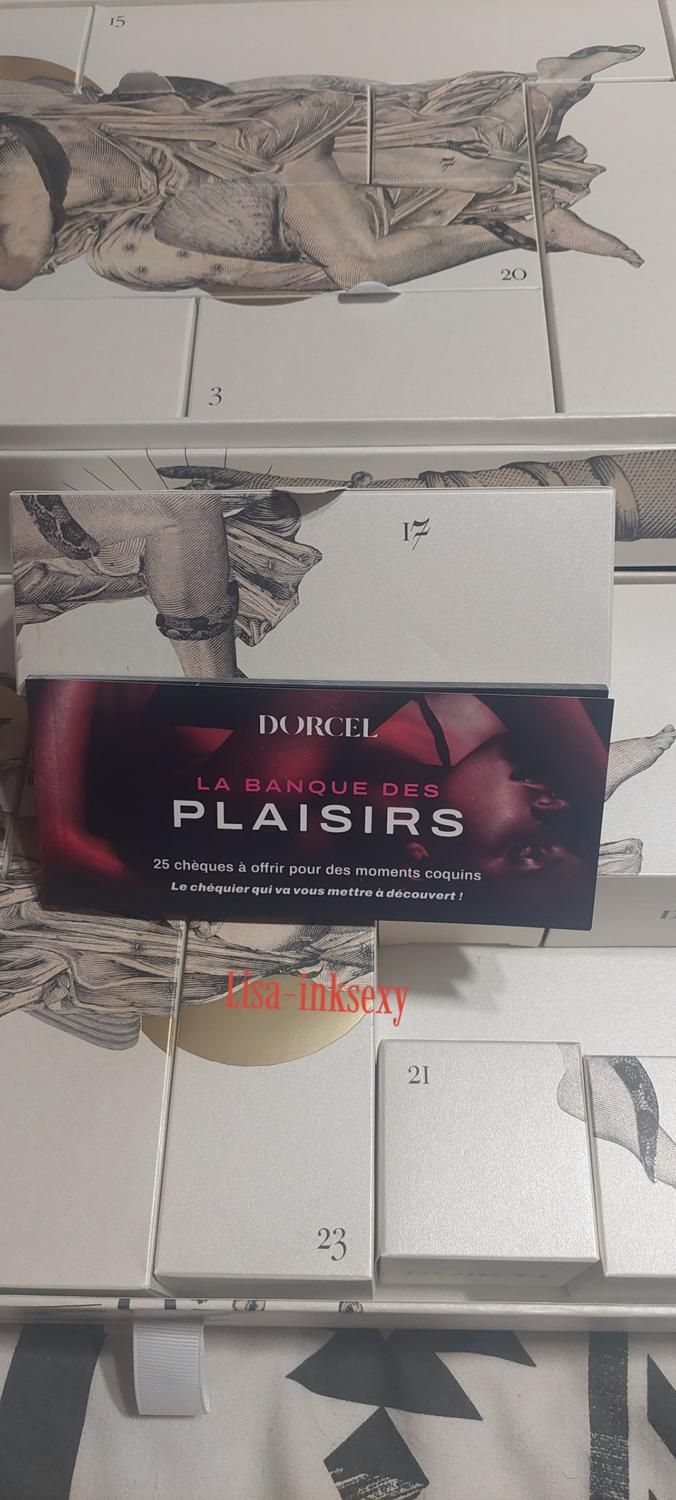 15
7
20
3
17
DORCEL
LA BANQUE DES
PLAISIRS
25 chèques à offrir pour des moments coquins
Le chéquier qui va vous mettre à découvert !
Lisa-inksexy
21
23